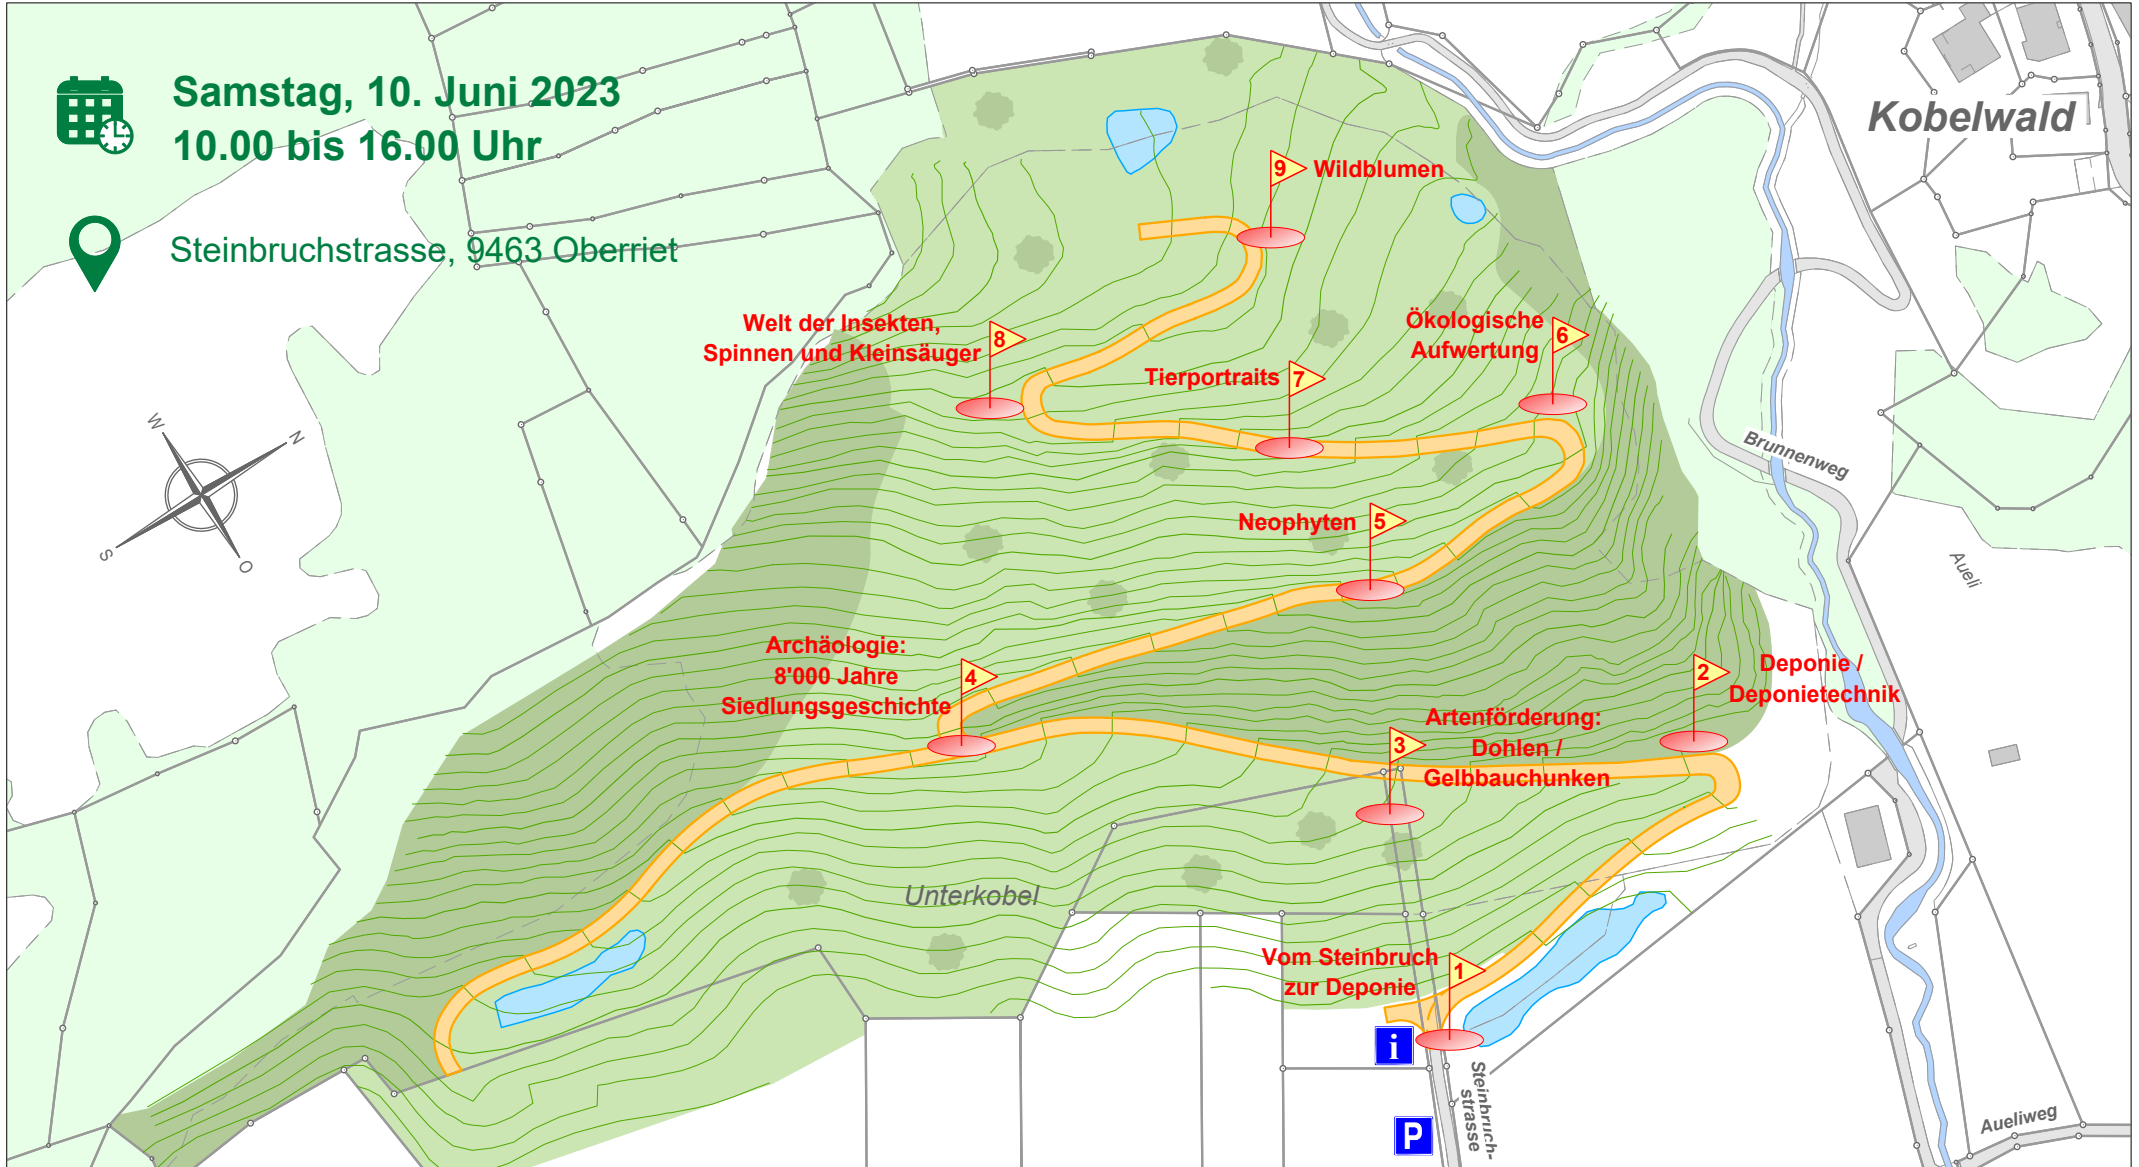 Samstag, 10. Juni 2023
10.00 bis 16.00 Uhr
Steinbruchstrasse, 9463 Oberriet
Kobelwald
9
Wildblumen
Welt der Insekten,
Spinnen und Kleinsäuger
8
Ökologische
Aufwertung
6
Tierportraits
7
W
N
S
O
Brunnenweg
Neophyten
5
Aueli
Archäologie:
8'000 Jahre
Siedlungsgeschichte
4
2
Deponie /
Deponietechnik
Artenförderung:
Dohlen /
Gelbbauchunken
3
Unterkobel
Vom Steinbruch
zur Deponie
1
i
Steinbruch-
strasse
P
Aueliweg